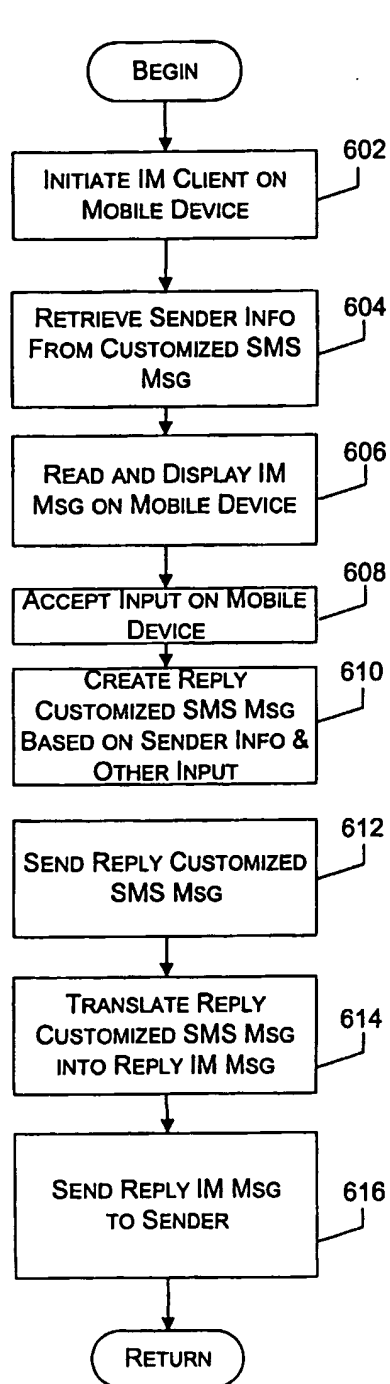 BEGIN
602
INITIATE IM CLIENT ON
MOBILE DEVICE
604
RETRIEVE SENDER INFO
FROM CUSTOMIZED SMS
MSG
606
READ AND DISPLAY IM
MSG ON MOBILE DEVICE
608
ACCEPT INPUT ON MOBILE
DEVICE
610
CREATE REPLY
CUSTOMIZED SMS MSG
BASED ON SENDER INFO &
OTHER INPUT
612
SEND REPLY CUSTOMIZED
SMS MSG
614
TRANSLATE REPLY
CUSTOMIZED SMS MSG
INTO REPLY IM MSG
616
SEND REPLY IM MSG
TO SENDER
RETURN